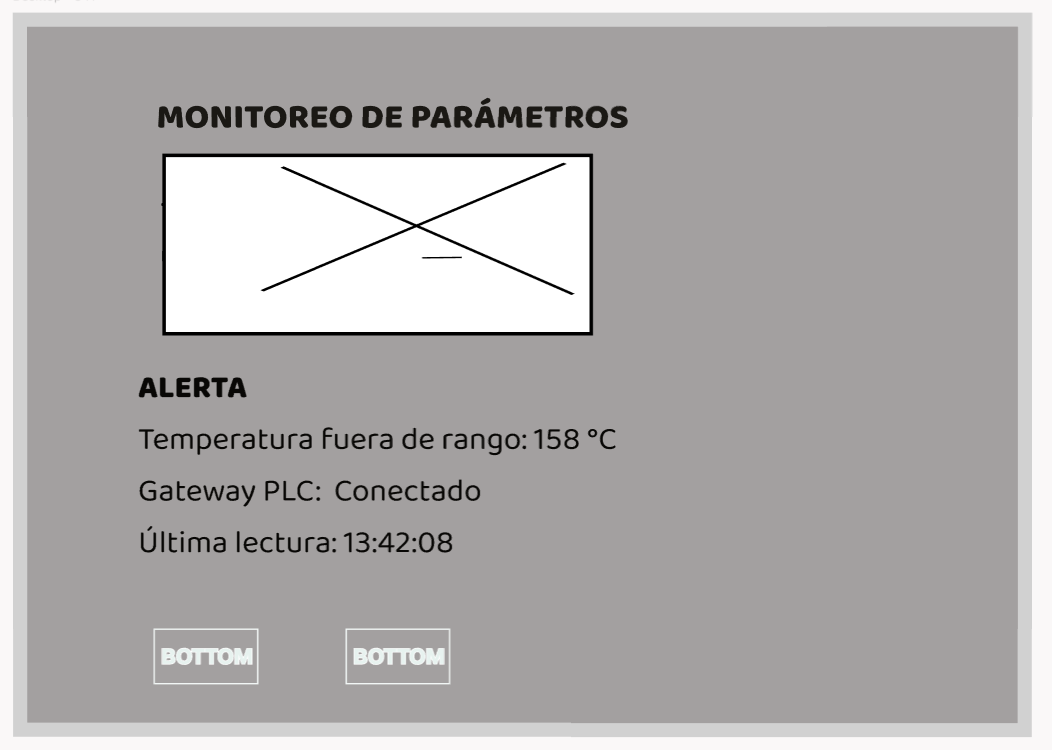 MONITOREO DE PARÁMETROS
ALERTA
Temperatura fuera de rango: 158 °C
Gateway PLC: Conectado
Última lectura: 13:42:08
BOTTOM BOTTOM